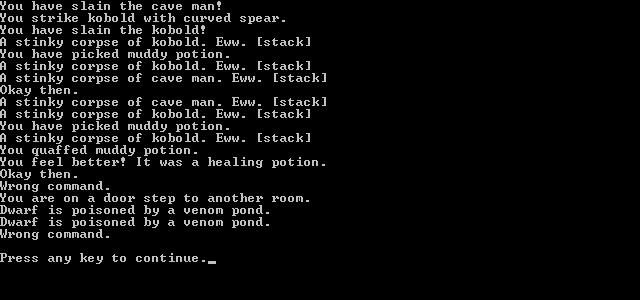 You have slain the cave man!
You strike kobold with curved spear.
You have slain the kobold!
A stinky corpse of kobold. Eww. [stack]
You have picked muddy potion.
A stinky corpse of kobold. Eww. [stack]
A stinky corpse of cave man. Eww. [stack]
Okay then.
A stinky corpse of cave man. Eww. [stack]
A stinky corpse of kobold. Eww. [stack]
You have picked muddy potion.
A stinky corpse of kobold. Eww. [stack]
You quaffed muddy potion.
You feel better! It was a healing potion.
Okay then.
Wrong command.
You are on a door step to another room.
Dwarf is poisoned by a venom pond.
Dwarf is poisoned by a venom pond.
Wrong command.
Press any key to continue._